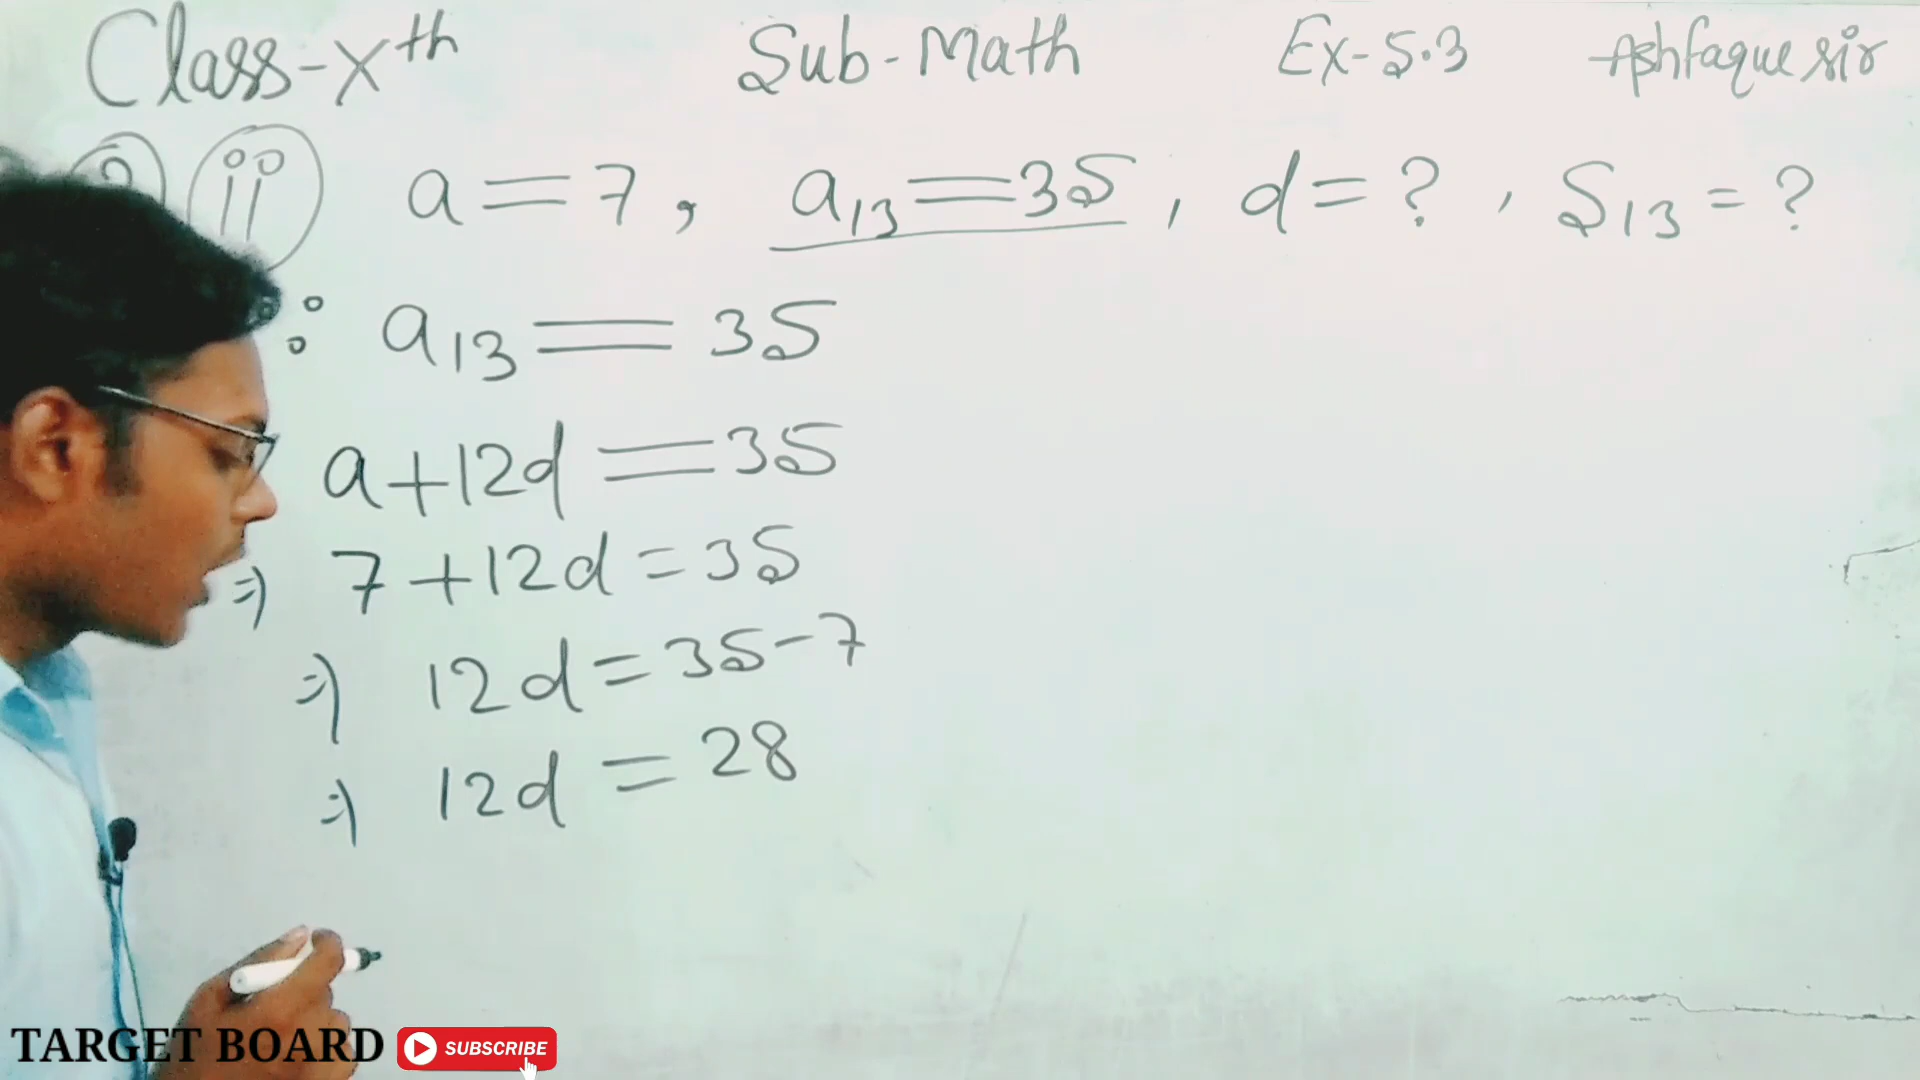 Class-Xth Sub-Math Ex-5.3 Ashfaque sir
ii a=7, a13=35, d=?, S13=?
∵ a13=35
a+12d=35
⇒ 7+12d=35
⇒ 12d=35-7
⇒ 12d=28
TARGET BOARD SUBSCRIBE